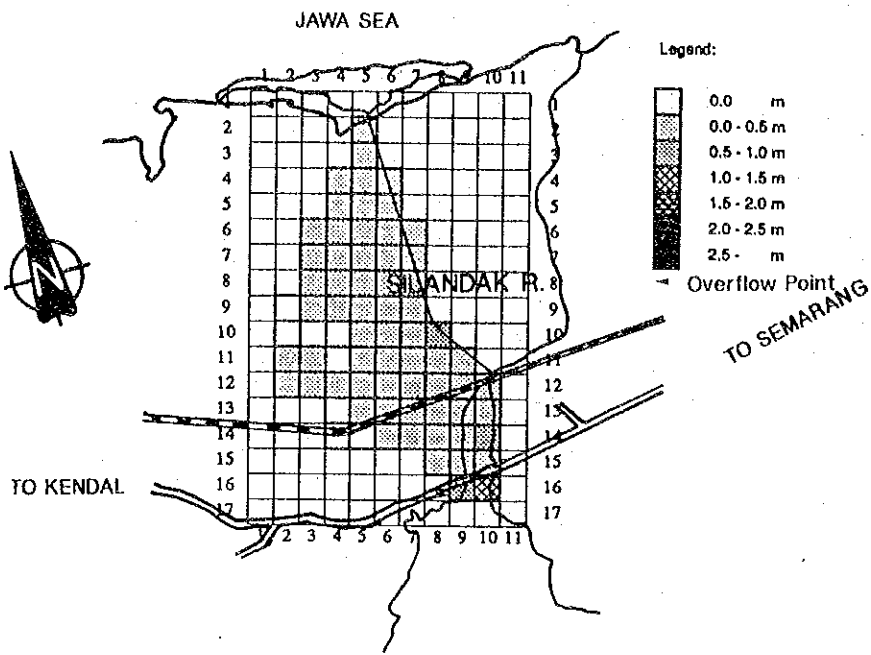 JAWA SEA
Legend:
0.0 m
0.0 - 0.5 m
0.5 - 1.0 m
1.0 - 1.5 m
1.5 - 2.0 m
2.0 - 2.5 m
2.5 - m
Overflow Point
1 2 3 4 5 6 7 8 9 10 11
1
2 2
3 3
4 4
5 5
6 6
7 7
8 8
9 9
10 10
11 11
12 12
13 13
14 14
15 15
16 16
17 17
2 3 4 5 6 7 8 9 10 11
N
SILANDAK R.
TO SEMARANG
TO KENDAL